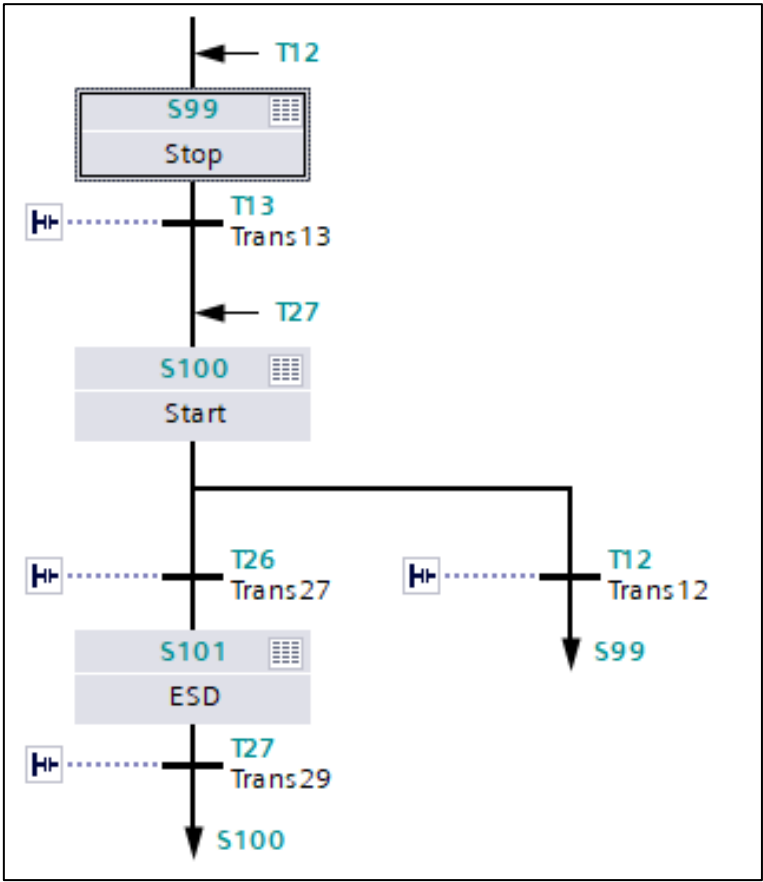 T12
S99
Stop
T13
Trans13
T27
S100
Start
T26
Trans27
T12
Trans12
S101
ESD
S99
T27
Trans29
S100